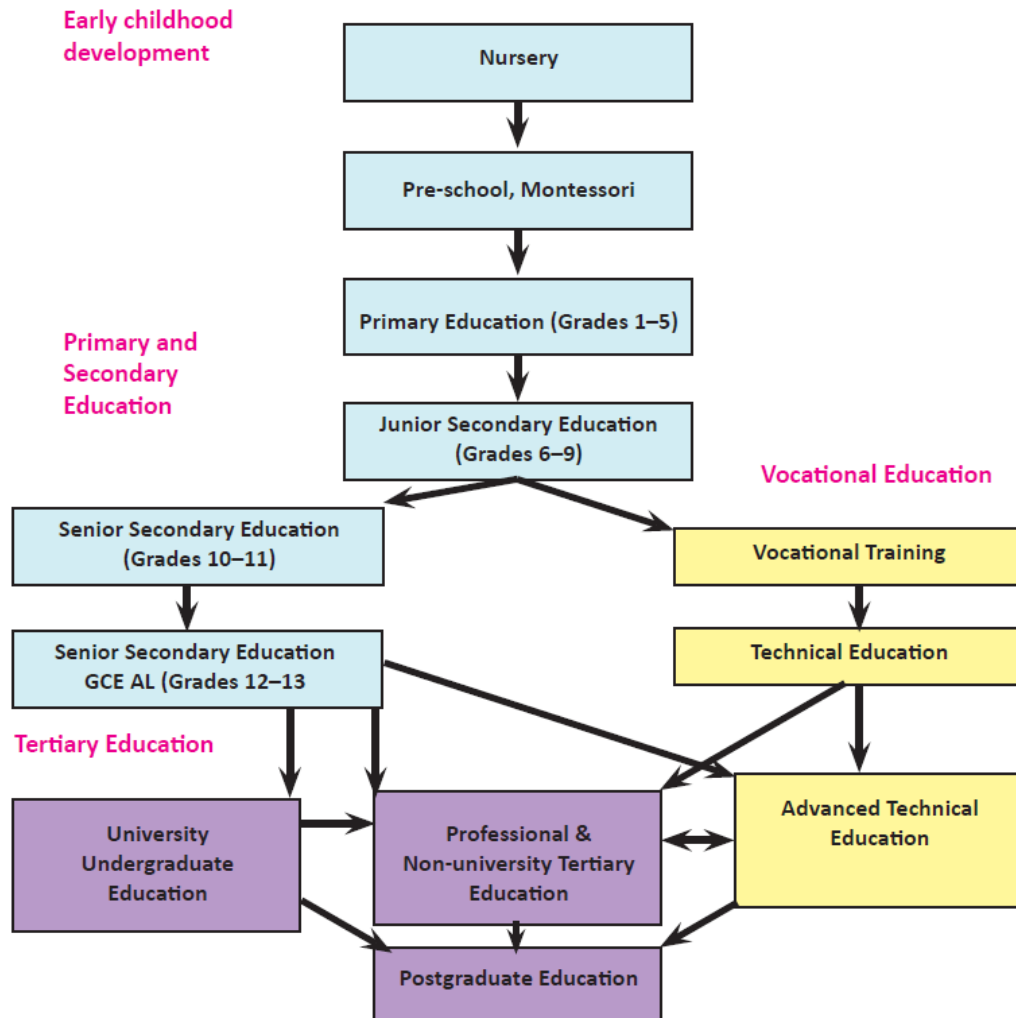 Early childhood
development
Nursery
Pre-school, Montessori
Primary Education (Grades 1–5)
Primary and
Secondary
Education
Junior Secondary Education
(Grades 6–9)
Vocational Education
Senior Secondary Education
(Grades 10–11)
Vocational Training
Senior Secondary Education
GCE AL (Grades 12–13
Technical Education
Tertiary Education
University
Undergraduate
Education
Professional &
Non-university Tertiary
Education
Advanced Technical
Education
Postgraduate Education